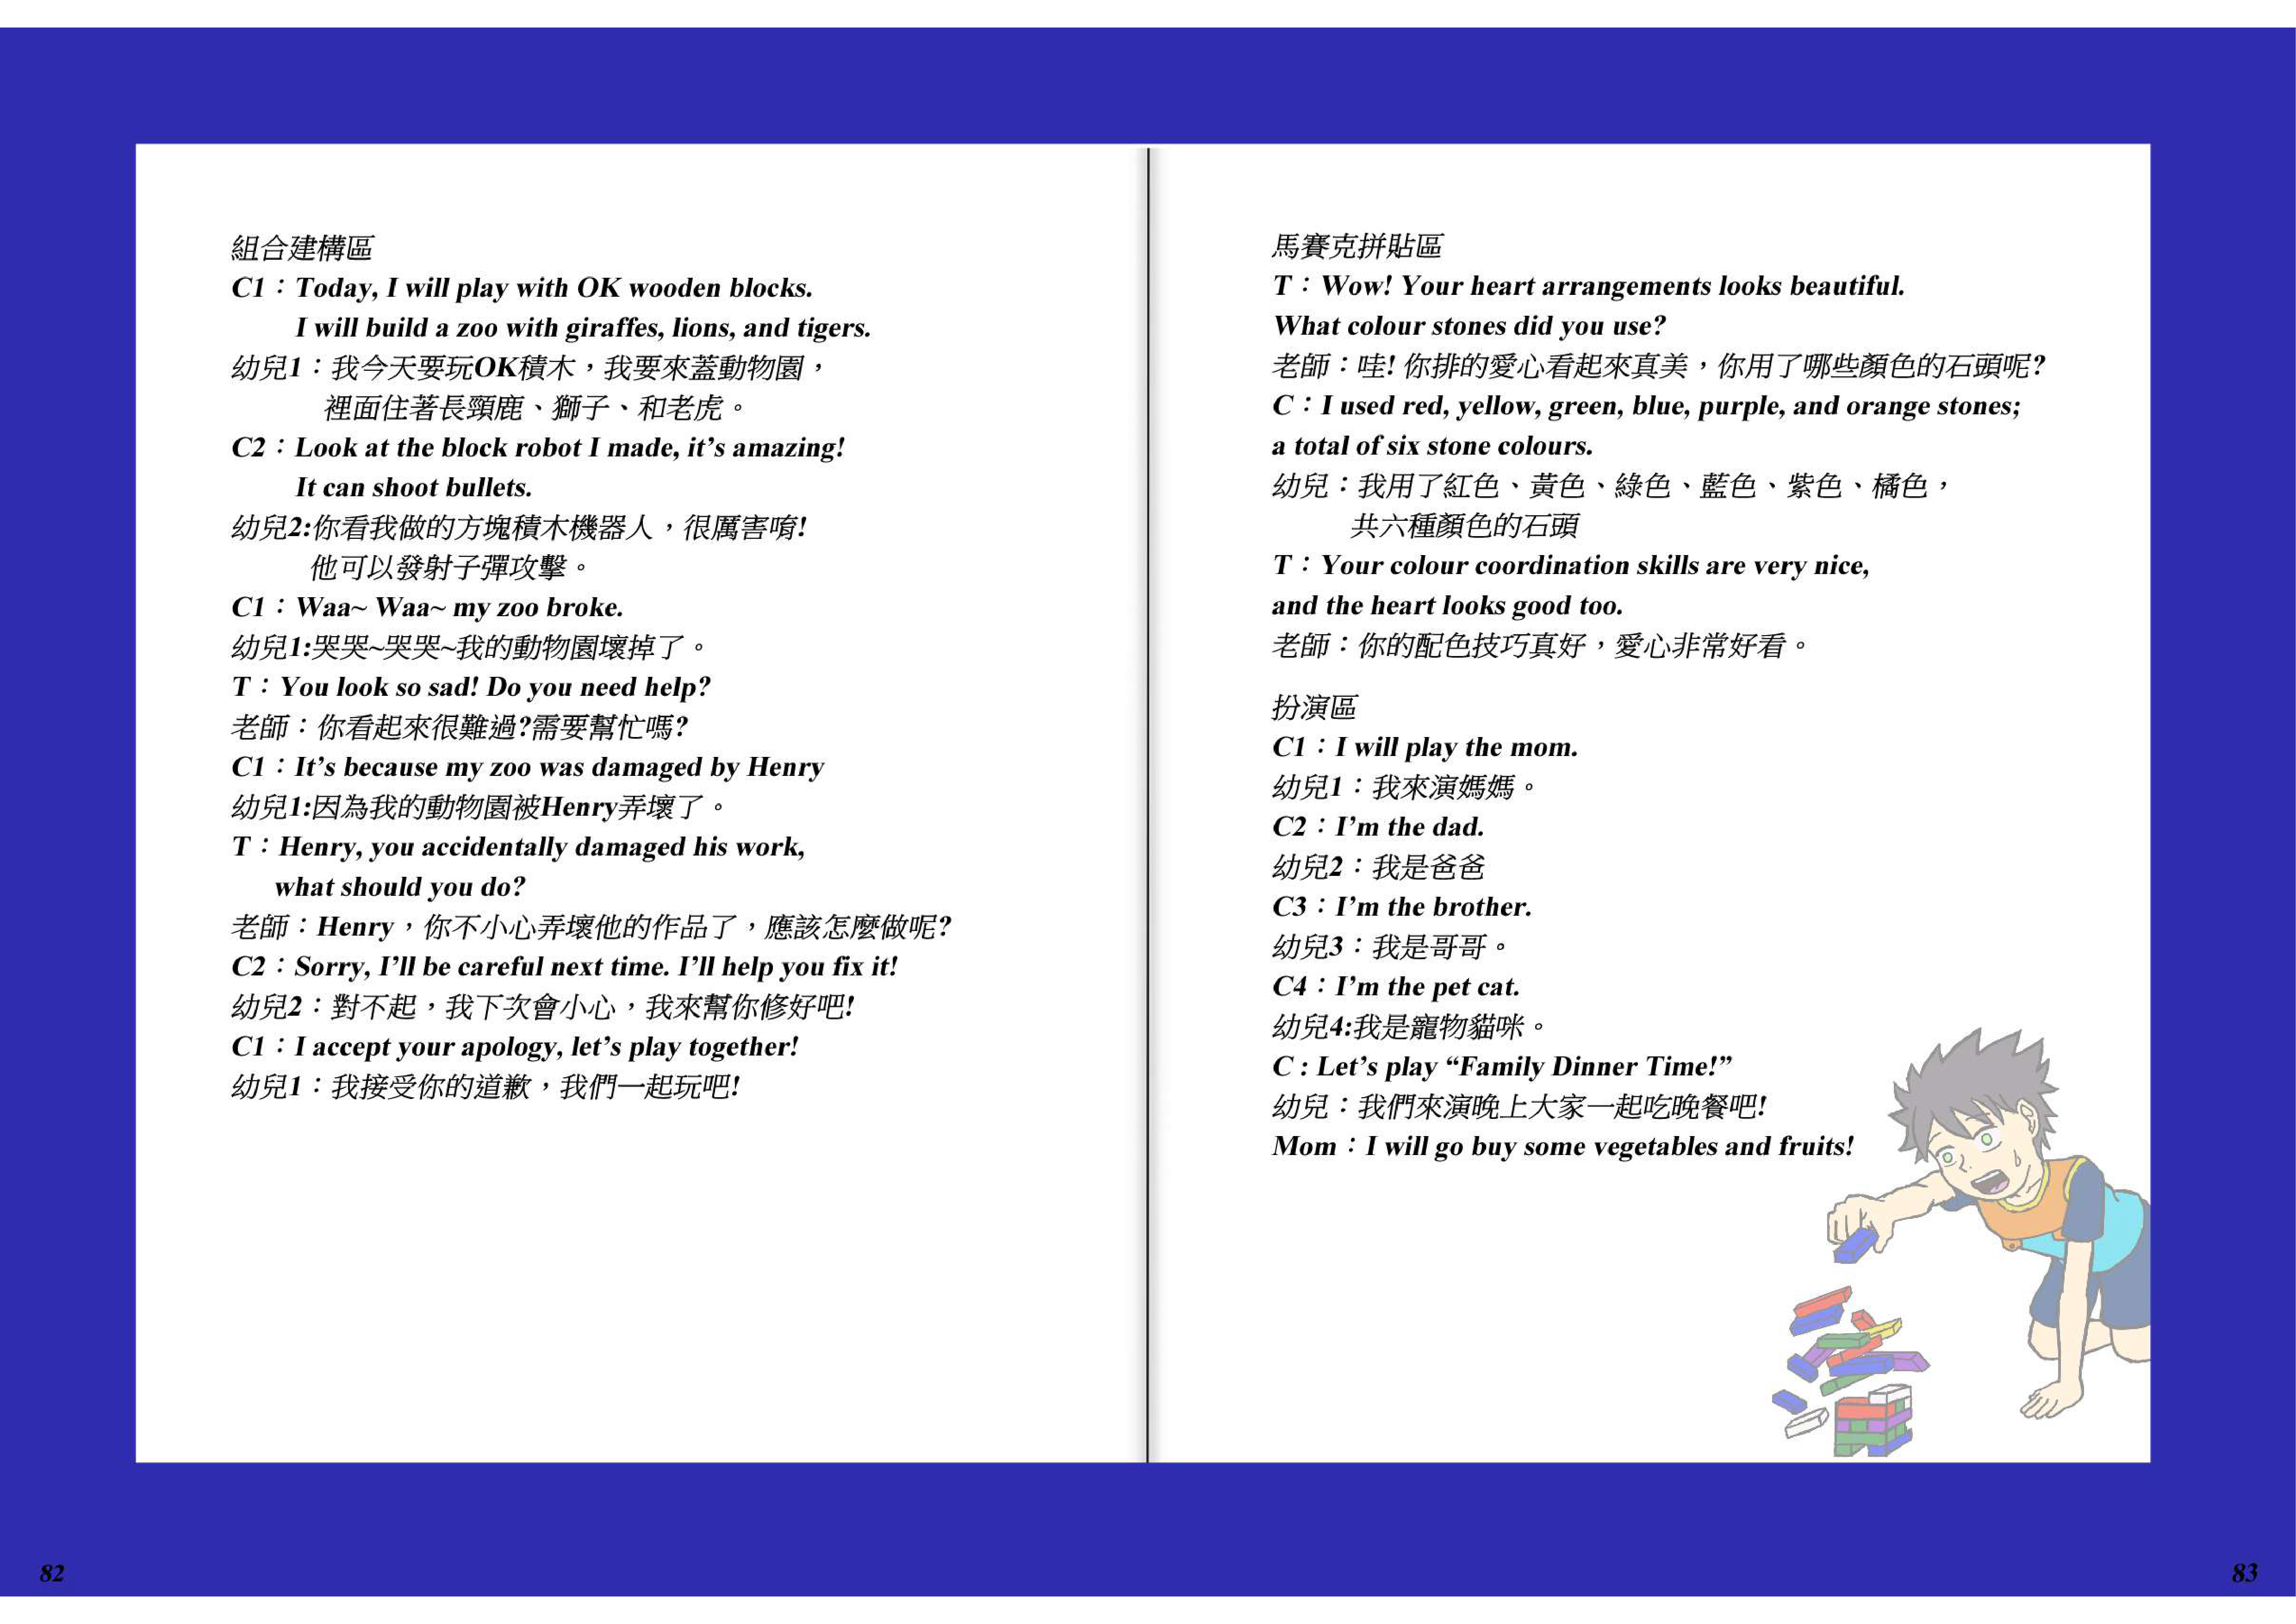 組合建構區
C1：Today, I will play with OK wooden blocks.
I will build a zoo with giraffes, lions, and tigers.
幼兒1：我今天要玩OK積木，我要來蓋動物園，
裡面住著長頸鹿、獅子、和老虎。
C2：Look at the block robot I made, it’s amazing!
It can shoot bullets.
幼兒2:你看我做的方塊積木機器人，很厲害唷!
他可以發射子彈攻擊。
C1：Waa~ Waa~ my zoo broke.
幼兒1:哭哭~哭哭~我的動物園壞掉了。
T：You look so sad! Do you need help?
老師：你看起來很難過?需要幫忙嗎?
C1：It’s because my zoo was damaged by Henry
幼兒1:因為我的動物園被Henry弄壞了。
T：Henry, you accidentally damaged his work,
what should you do?
老師：Henry，你不小心弄壞他的作品了，應該怎麼做呢?
C2：Sorry, I’ll be careful next time. I’ll help you fix it!
幼兒2：對不起，我下次會小心，我來幫你修好吧!
C1：I accept your apology, let’s play together!
幼兒1：我接受你的道歉，我們一起玩吧!
82
馬賽克拼貼區
T：Wow! Your heart arrangements looks beautiful.
What colour stones did you use?
老師：哇! 你排的愛心看起來真美，你用了哪些顏色的石頭呢?
C：I used red, yellow, green, blue, purple, and orange stones;
a total of six stone colours.
幼兒：我用了紅色、黃色、綠色、藍色、紫色、橘色，
共六種顏色的石頭
T：Your colour coordination skills are very nice,
and the heart looks good too.
老師：你的配色技巧真好，愛心非常好看。
扮演區
C1：I will play the mom.
幼兒1：我來演媽媽。
C2：I’m the dad.
幼兒2：我是爸爸
C3：I’m the brother.
幼兒3：我是哥哥。
C4：I’m the pet cat.
幼兒4:我是寵物貓咪。
C : Let’s play “Family Dinner Time!”
幼兒：我們來演晚上大家一起吃晚餐吧!
Mom：I will go buy some vegetables and fruits!
83